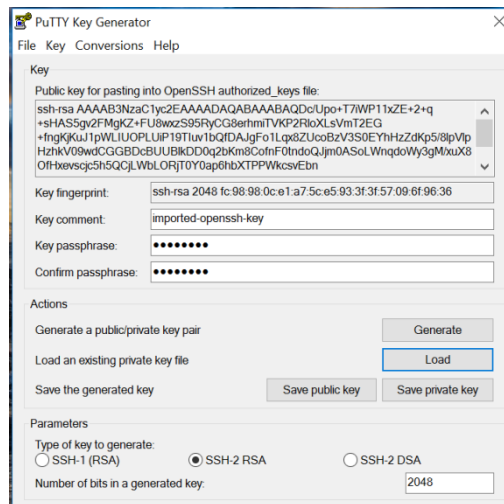 PuTTY Key Generator
File Key Conversions Help
Key
Public key for pasting into OpenSSH authorized_keys file:
ssh-rsa AAAAB3NzaC1yc2EAAAADAQABAAABAQDc/Upo+T7iWP11xZE+2+q
+sHAS5gv2FMgKZ+FU8wxzS95RyCG8erhmiTVKP2RloXLsVmT2EG
+fngKjKuJ1pWLIUOPLUiP19TIuv1bQfDAJgFo1Lqx8ZUcoBzV3S0EYhHzZdKp5/8lpVlp
HzhkV09wdCGGBDcBUUBlkDD0q2bKm8CofnF0tndoQJjm0ASoLWnqdoWy3gM/xuX8
OfHxevscjc5h5QCjLWbLORjT0Y0ap6hbXTPPWkcsvEbn
Key fingerprint: ssh-rsa 2048 fc:98:98:0c:e1:a7:5c:e5:93:3f:3f:57:09:6f:96:36
Key comment: imported-openssh-key
Key passphrase: ●●●●●●●●
Confirm passphrase: ●●●●●●●●
Actions
Generate a public/private key pair Generate
Load an existing private key file Load
Save the generated key Save public key Save private key
Parameters
Type of key to generate:
SSH-1 (RSA) SSH-2 RSA SSH-2 DSA
Number of bits in a generated key: 2048